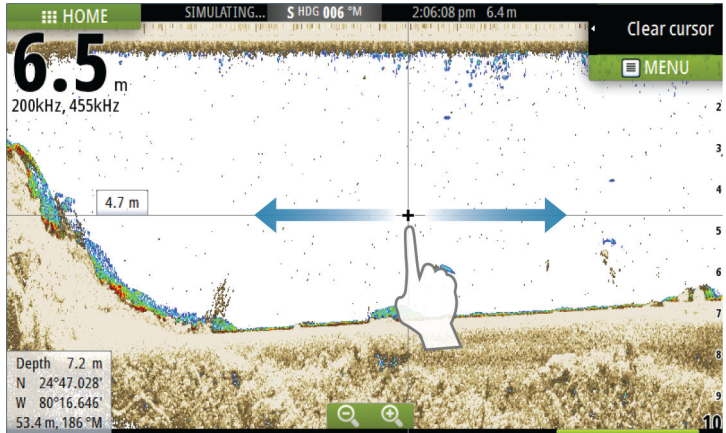 HOME
SIMULATING... S HDG 006 °M 2:06:08 pm 6.4 m
Clear cursor
MENU
6.5 m
200kHz, 455kHz
2
3
4.7 m
5
6
7
8
9
10
Depth 7.2 m
N 24°47.028'
W 80°16.646'
53.4 m, 186 °M